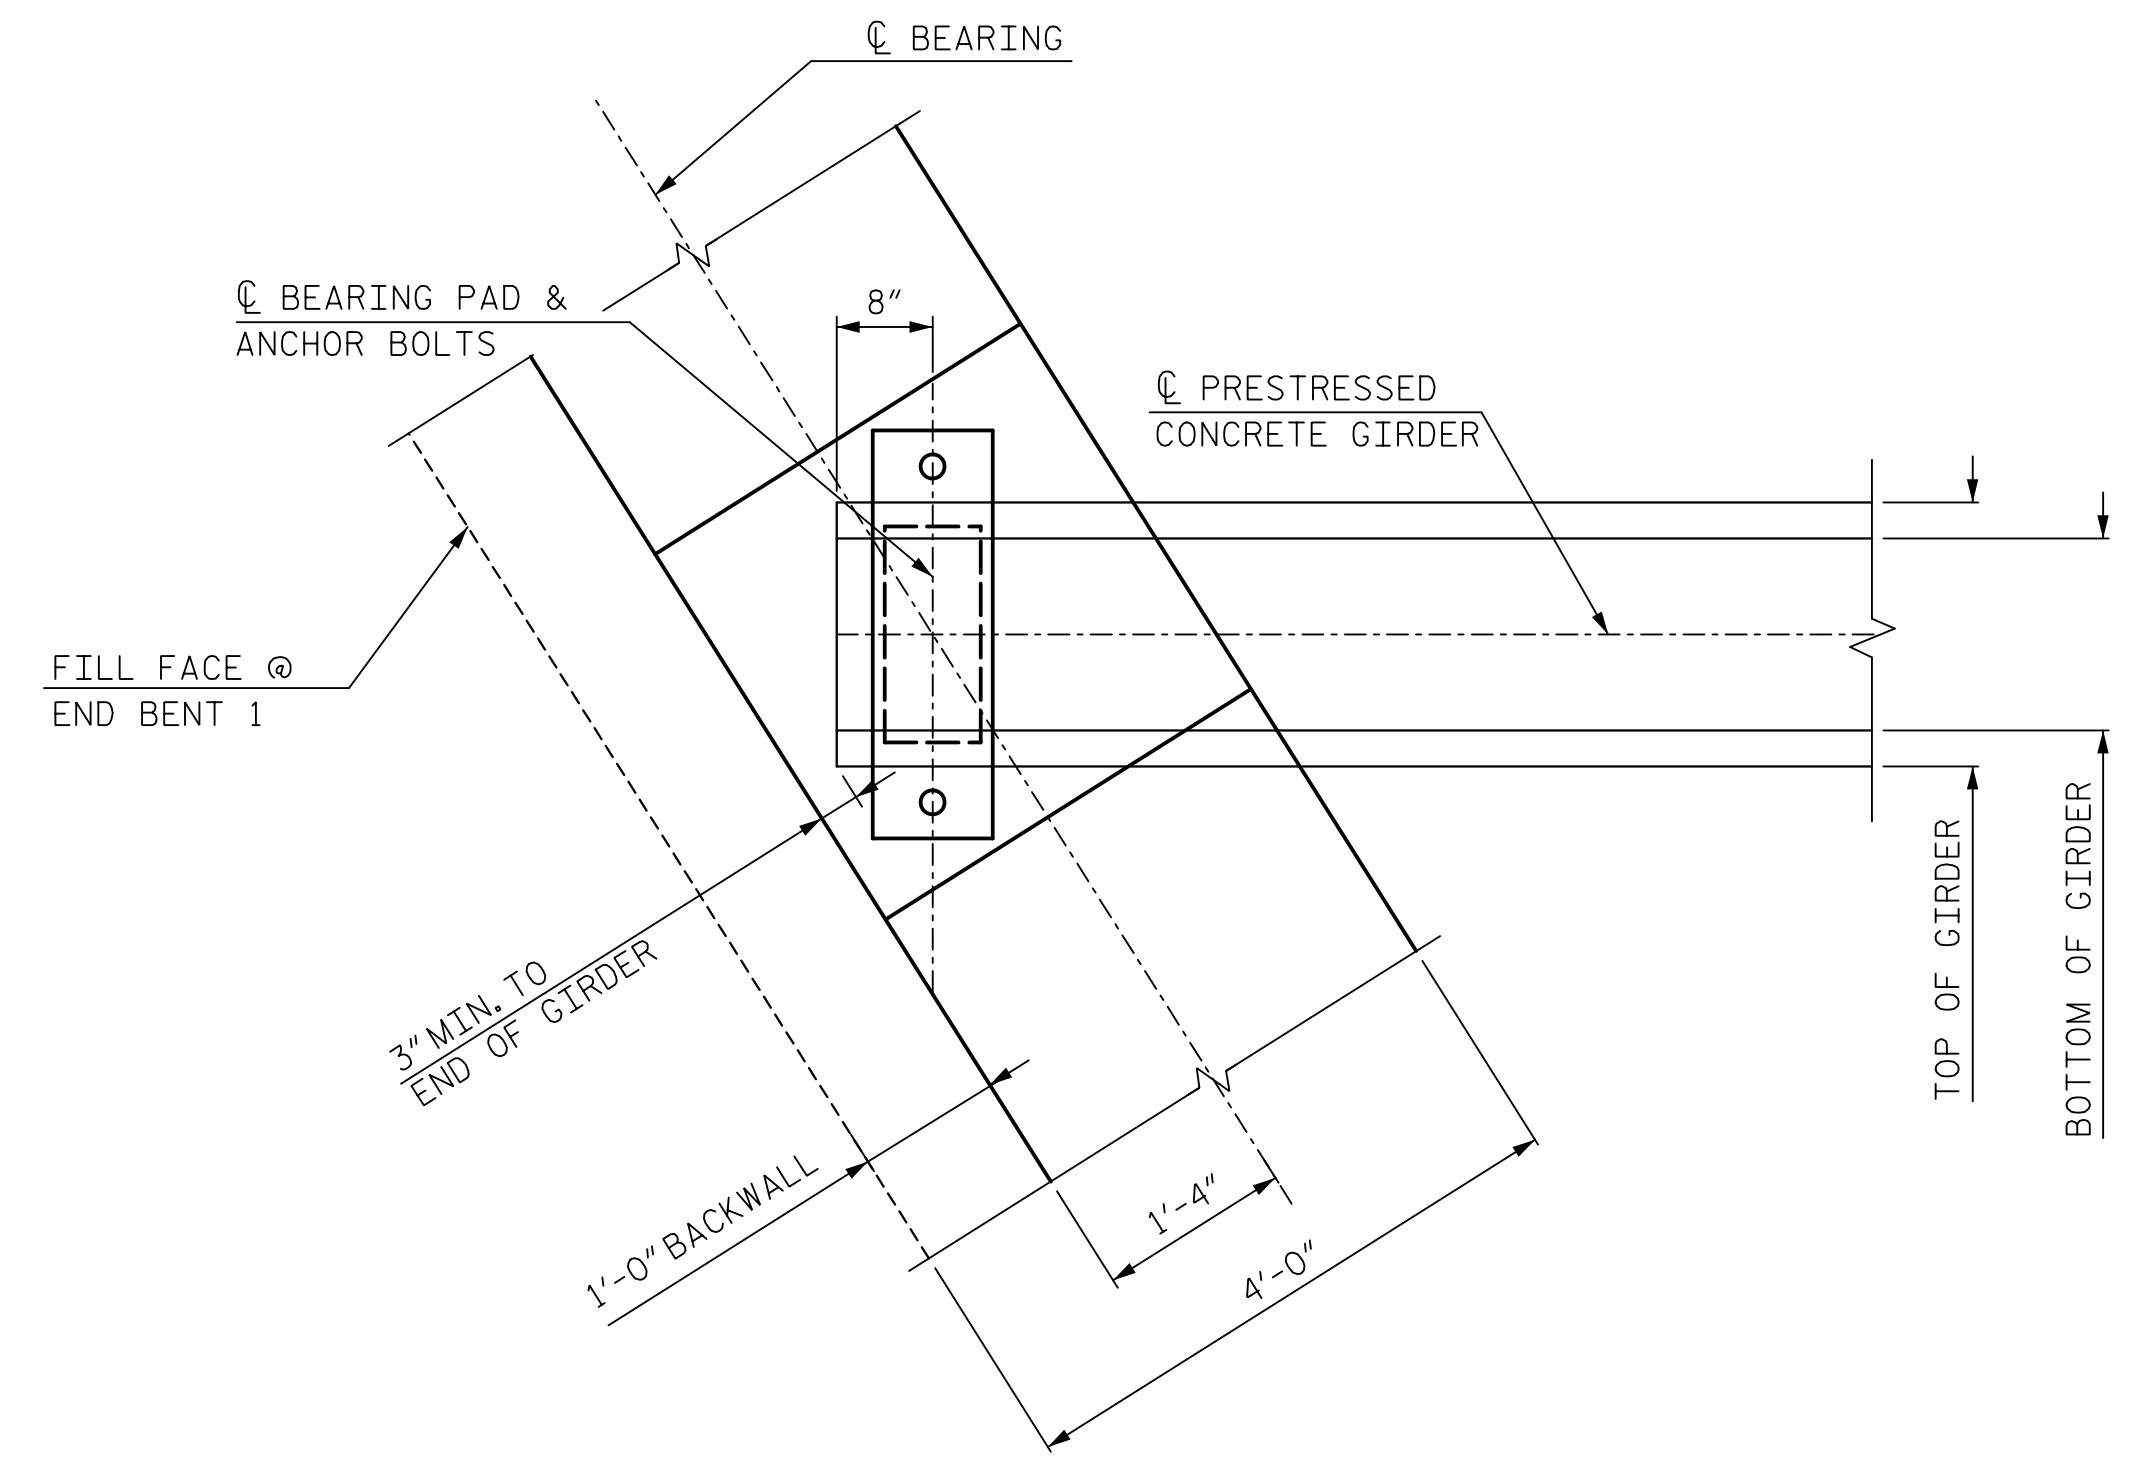 ℄ BEARING
℄ BEARING PAD &
ANCHOR BOLTS
8"
℄ PRESTRESSED
CONCRETE GIRDER
FILL FACE @
END BENT 1
TOP OF GIRDER
BOTTOM OF GIRDER
3" MIN. TO
END OF GIRDER
1'-0" BACKWALL
1'-4"
4'-0"